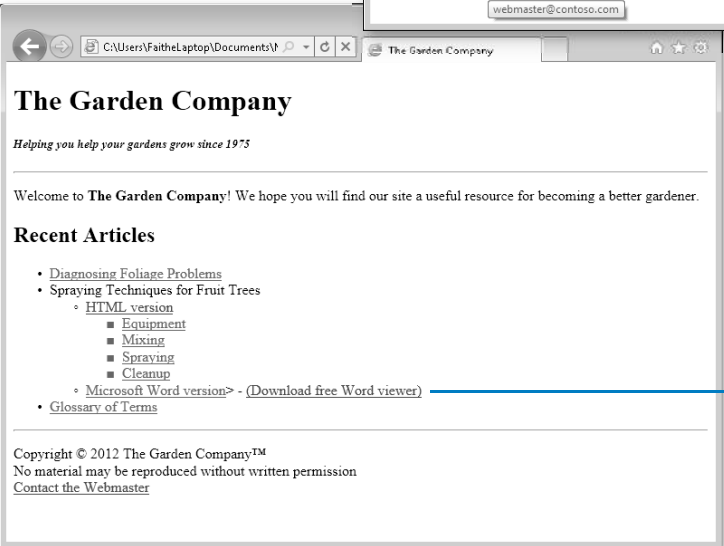 webmaster@contoso.com
C:\Users\FaitheLaptop\Documents\
The Garden Company
The Garden Company
Helping you help your gardens grow since 1975
Welcome to The Garden Company! We hope you will find our site a useful resource for becoming a better gardener.
Recent Articles
• Diagnosing Foliage Problems
• Spraying Techniques for Fruit Trees
◦ HTML version
▪ Equipment
▪ Mixing
▪ Spraying
▪ Cleanup
◦ Microsoft Word version> - (Download free Word viewer)
• Glossary of Terms
Copyright © 2012 The Garden Company™
No material may be reproduced without written permission
Contact the Webmaster